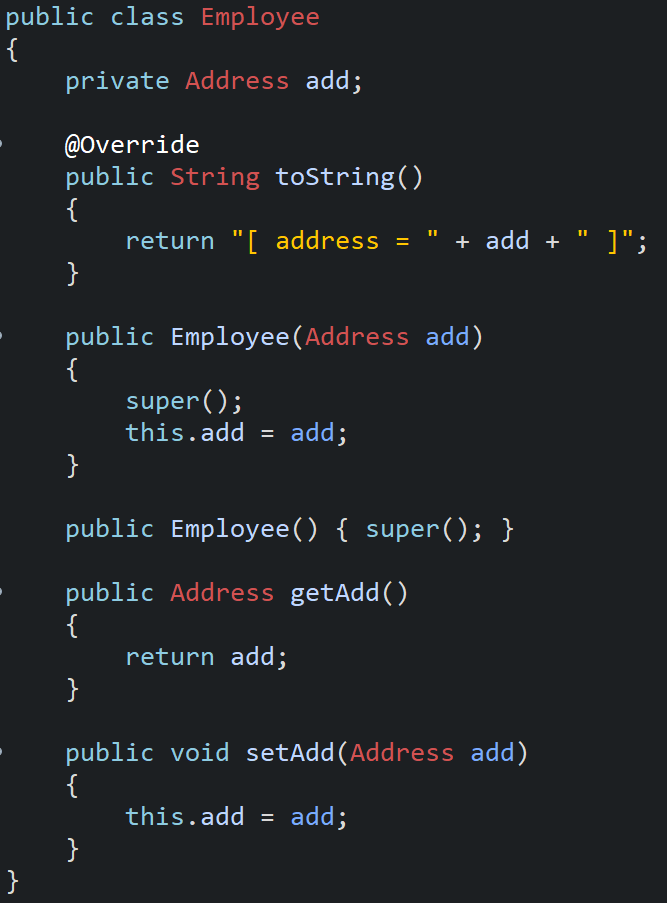 public class Employee
{
    private Address add;

    @Override
    public String toString()
    {
        return "[ address = " + add + " ]";
    }

    public Employee(Address add)
    {
        super();
        this.add = add;
    }

    public Employee() { super(); }

    public Address getAdd()
    {
        return add;
    }

    public void setAdd(Address add)
    {
        this.add = add;
    }
}